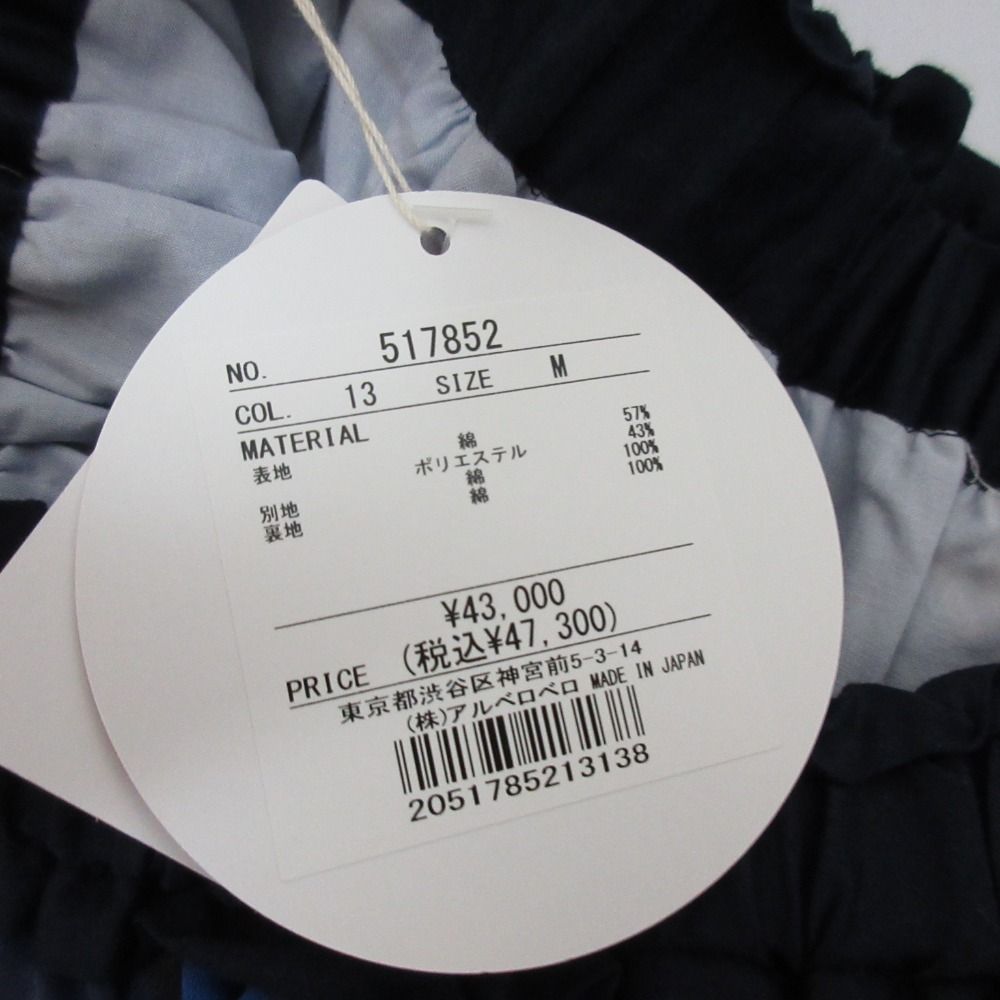 NO. 517852
COL. 13 SIZE M
MATERIAL
表地 綿 57%
ポリエステル 43%
別地 綿 100%
裏地 綿 100%
¥43,000
PRICE (税込¥47,300)
東京都渋谷区神宮前5-3-14
(株)アルベロベロ MADE IN JAPAN
2051785213138